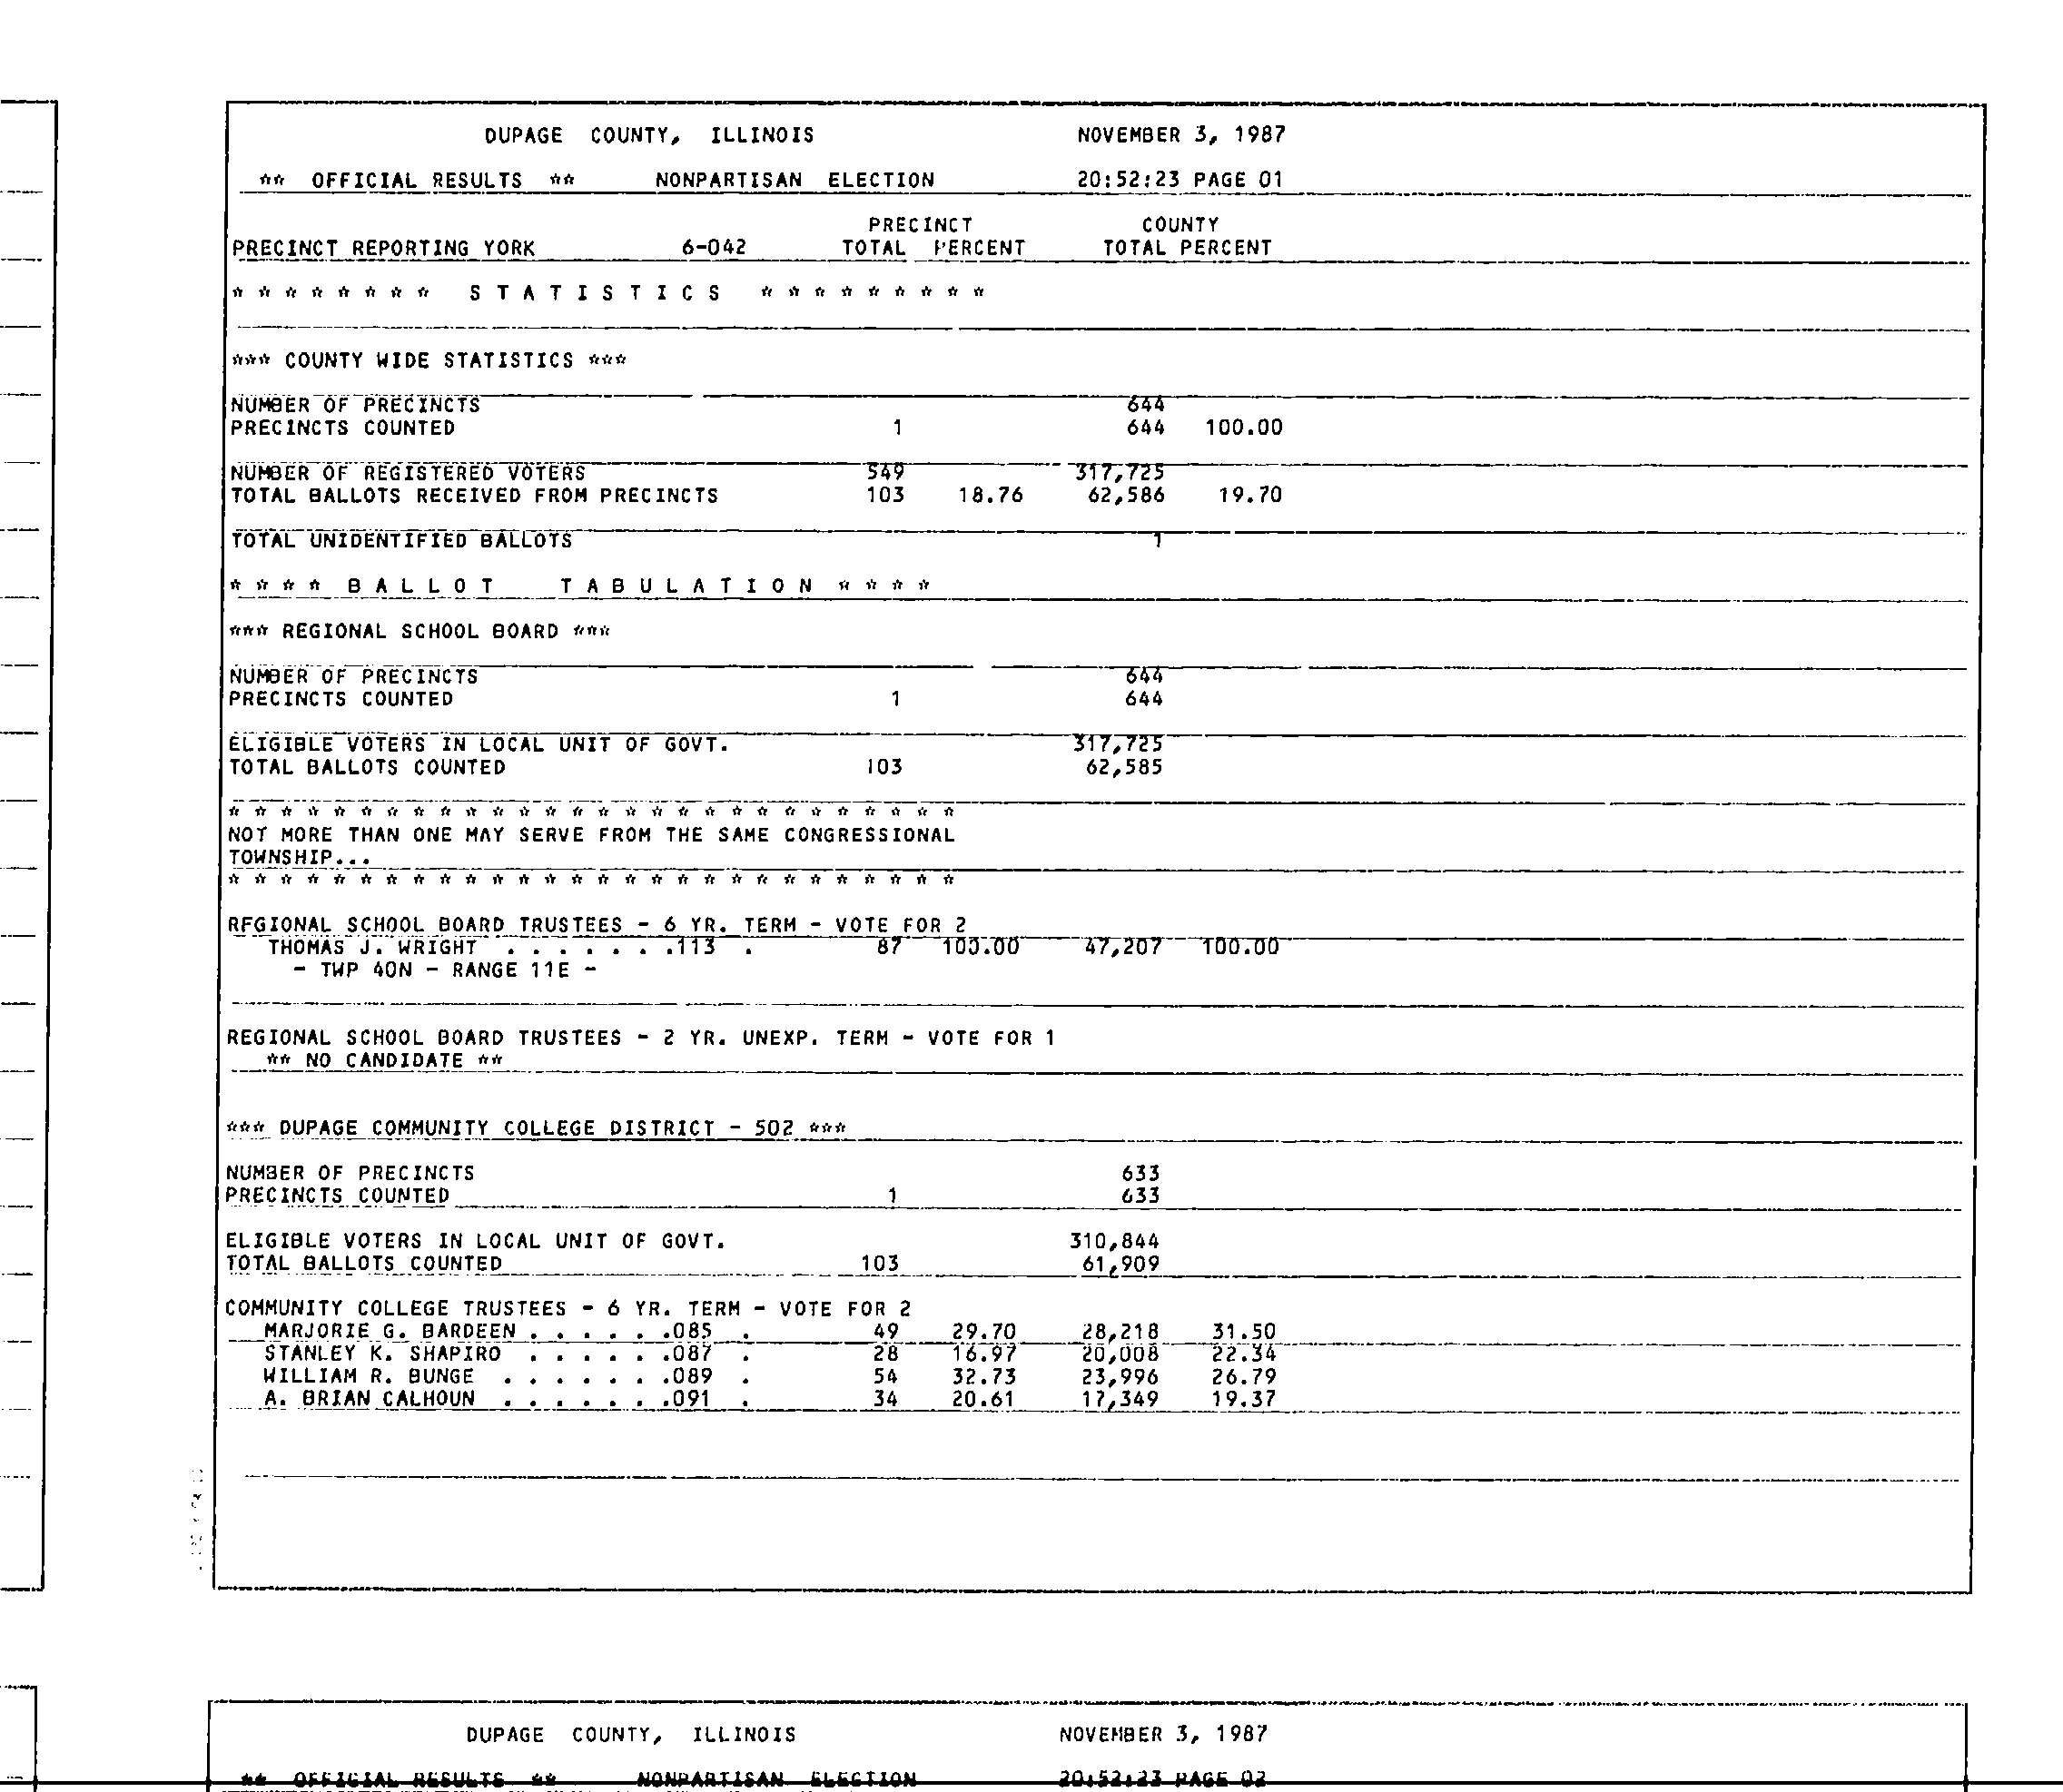 DUPAGE COUNTY, ILLINOIS NOVEMBER 3, 1987
** OFFICIAL RESULTS ** NONPARTISAN ELECTION 20:52:23 PAGE 01
PRECINCT COUNTY
PRECINCT REPORTING YORK 6-042 TOTAL PERCENT TOTAL PERCENT
* * * * * * * * S T A T I S T I C S * * * * * * * * *
*** COUNTY WIDE STATISTICS ***
NUMBER OF PRECINCTS 644
PRECINCTS COUNTED 1 644 100.00
NUMBER OF REGISTERED VOTERS 549 317,725
TOTAL BALLOTS RECEIVED FROM PRECINCTS 103 18.76 62,586 19.70
TOTAL UNIDENTIFIED BALLOTS 1
* * * * B A L L O T T A B U L A T I O N * * * *
*** REGIONAL SCHOOL BOARD ***
NUMBER OF PRECINCTS 644
PRECINCTS COUNTED 1 644
ELIGIBLE VOTERS IN LOCAL UNIT OF GOVT. 317,725
TOTAL BALLOTS COUNTED 103 62,585
* * * * * * * * * * * * * * * * * * * * * * * * * * * *
NOT MORE THAN ONE MAY SERVE FROM THE SAME CONGRESSIONAL
TOWNSHIP...
* * * * * * * * * * * * * * * * * * * * * * * * * * * *
REGIONAL SCHOOL BOARD TRUSTEES - 6 YR. TERM - VOTE FOR 2
THOMAS J. WRIGHT . . . . . . .113 . 87 100.00 47,207 100.00
- TWP 40N - RANGE 11E -
REGIONAL SCHOOL BOARD TRUSTEES - 2 YR. UNEXP. TERM - VOTE FOR 1
** NO CANDIDATE **
*** DUPAGE COMMUNITY COLLEGE DISTRICT - 502 ***
NUMBER OF PRECINCTS 633
PRECINCTS COUNTED 1 633
ELIGIBLE VOTERS IN LOCAL UNIT OF GOVT. 310,844
TOTAL BALLOTS COUNTED 103 61,909
COMMUNITY COLLEGE TRUSTEES - 6 YR. TERM - VOTE FOR 2
MARJORIE G. BARDEEN . . . . . .085 . 49 29.70 28,218 31.50
STANLEY K. SHAPIRO . . . . . .087 . 28 16.97 20,008 22.34
WILLIAM R. BUNGE . . . . . . .089 . 54 32.73 23,996 26.79
A. BRIAN CALHOUN . . . . . . .091 . 34 20.61 17,349 19.37
DUPAGE COUNTY, ILLINOIS NOVEMBER 3, 1987
** OFFICIAL RESULTS ** NONPARTISAN ELECTION 20:52:23 PAGE 02